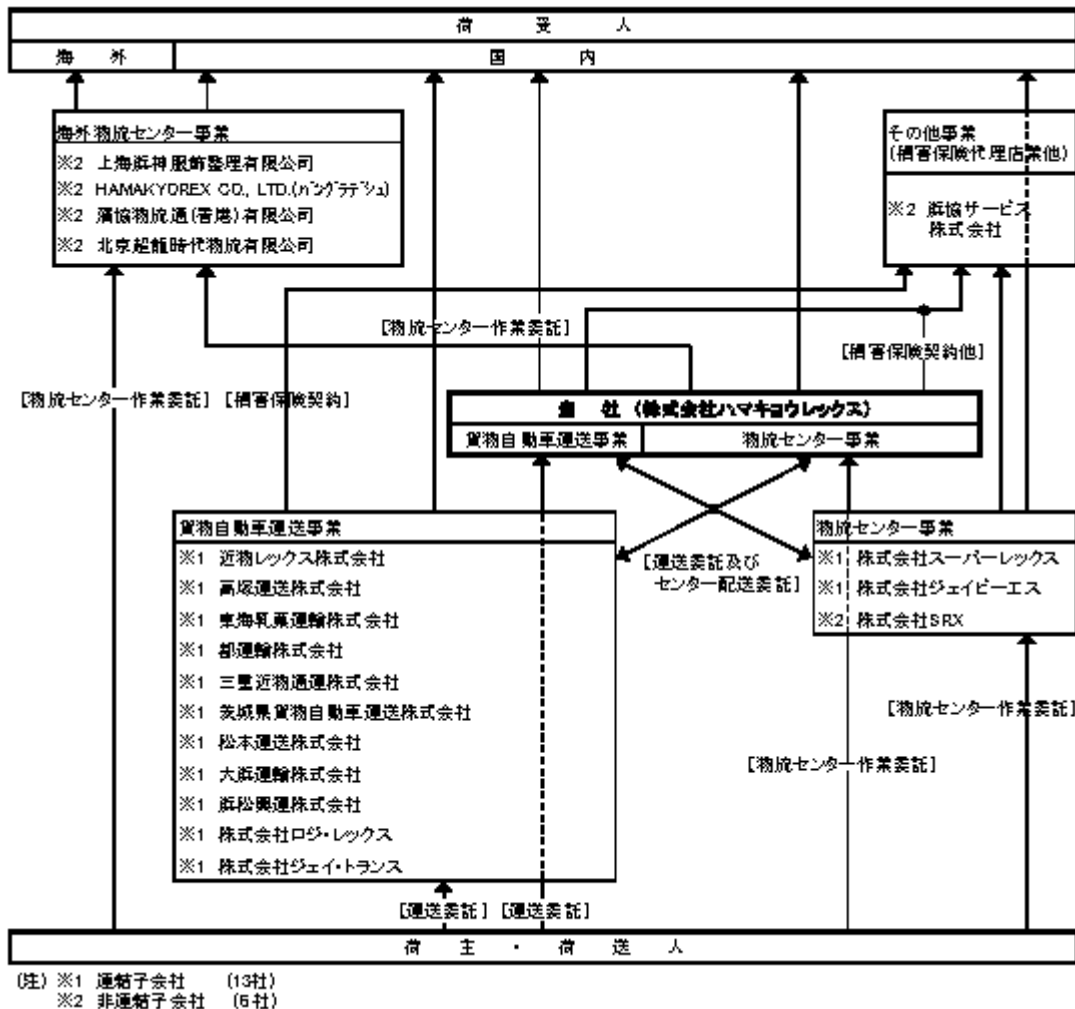 荷 受 人
海 外
国 内
海外物流センター事業
※2 上海浜神服飾整理有限公司
※2 HAMAKYOREX CO., LTD.(バングラデシュ)
※2 濱協物流通(香港)有限公司
※2 北京超龍時代物流有限公司
その他事業
(損害保険代理店業他)
※2 浜協サービス
株式会社
[物流センター作業委託]
[損害保険契約他]
[物流センター作業委託] [損害保険契約]
当 社 (株式会社ハマキョウレックス)
貨物自動車運送事業
物流センター事業
貨物自動車運送事業
※1 近物レックス株式会社
※1 高塚運送株式会社
※1 東海乳菓運輸株式会社
※1 都運輸株式会社
※1 三重近物通運株式会社
※1 茨城県貨物自動車運送株式会社
※1 松本運送株式会社
※1 大浜運輸株式会社
※1 浜松興運株式会社
※1 株式会社ロジ・レックス
※1 株式会社ジェイ・トランス
[運送委託及び
センター配送委託]
物流センター事業
※1 株式会社スーパーレックス
※1 株式会社ジェイビーエス
※2 株式会社SRX
[物流センター作業委託]
[物流センター作業委託]
[運送委託] [運送委託]
荷 主 ・ 荷 送 人
(注) ※1 連結子会社 (13社)
※2 非連結子会社 (6社)